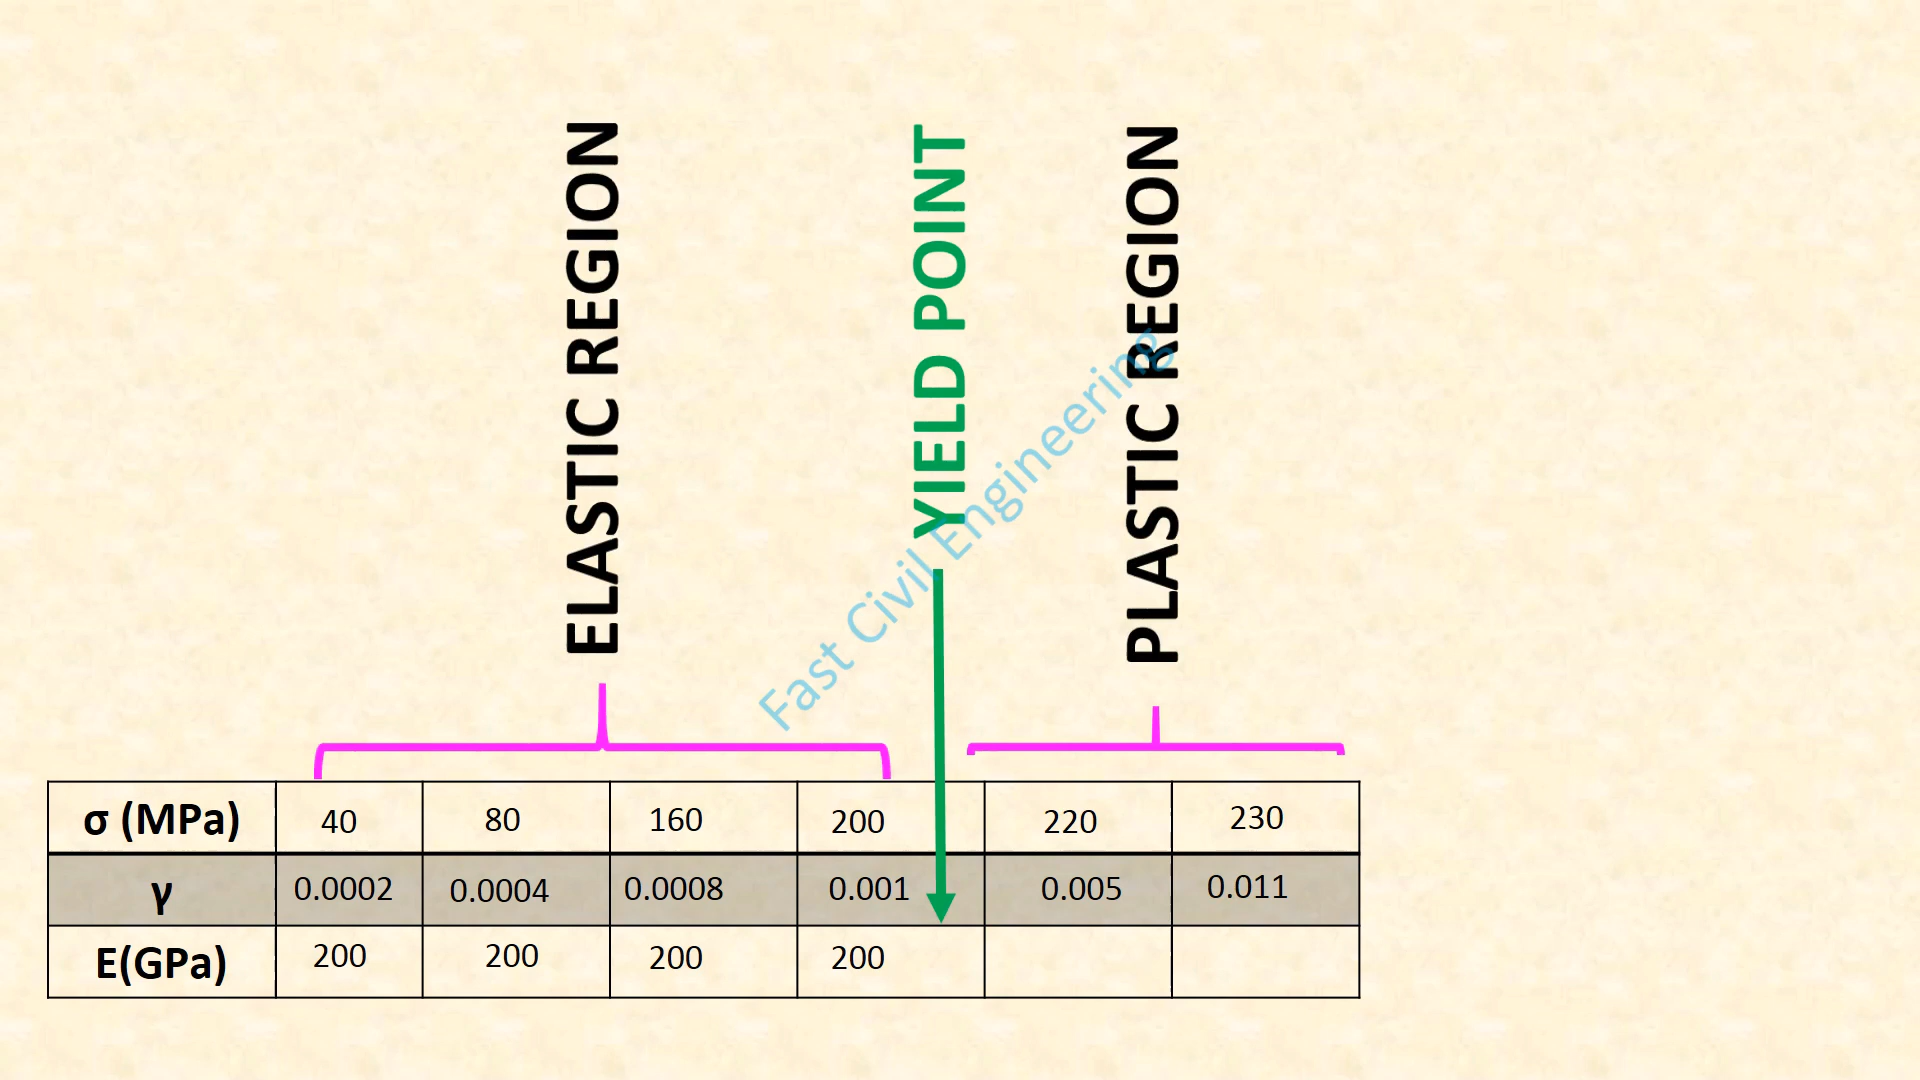 ELASTIC REGION
YIELD POINT
PLASTIC REGION
Fast Civil Engineering
σ (MPa) 40 80 160 200 220 230
γ 0.0002 0.0004 0.0008 0.001 0.005 0.011
E(GPa) 200 200 200 200